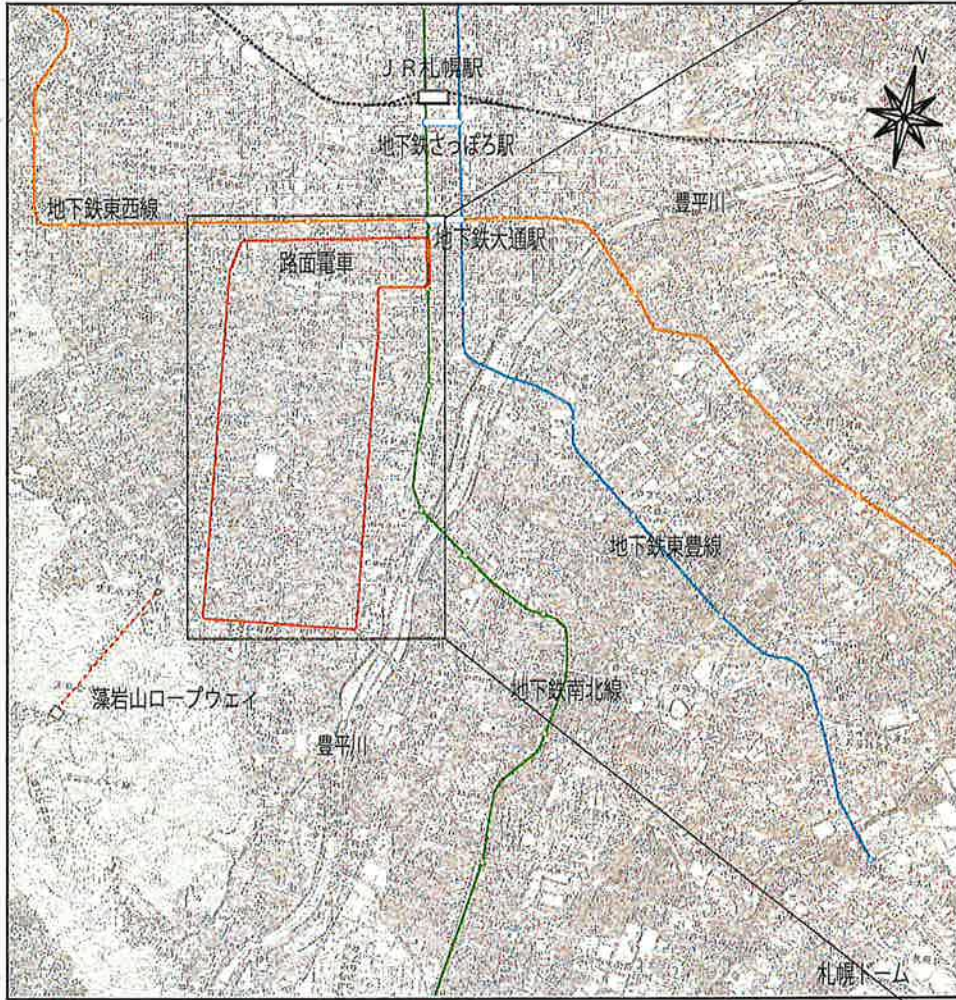 N
ＪＲ札幌駅
地下鉄さっぽろ駅
豊平川
地下鉄東西線
地下鉄大通駅
路面電車
地下鉄東豊線
地下鉄南北線
藻岩山ロープウェイ
豊平川
札幌ドーム